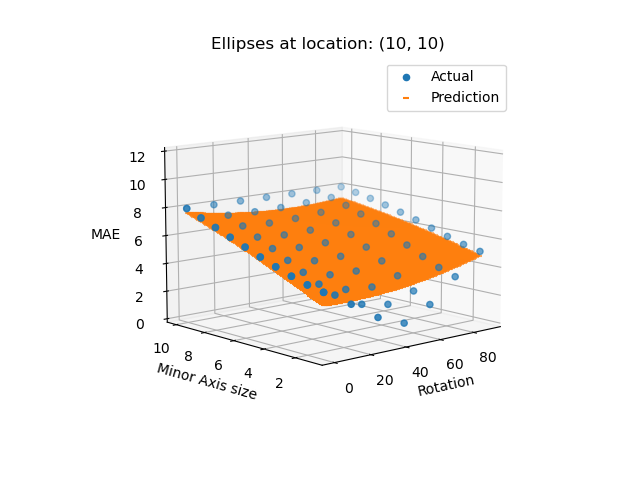 Ellipses at location: (10, 10)
Actual
Prediction
12
10
8
6
4
2
0
MAE
10
8
6
4
2
Minor Axis size
0
20
40
60
80
Rotation